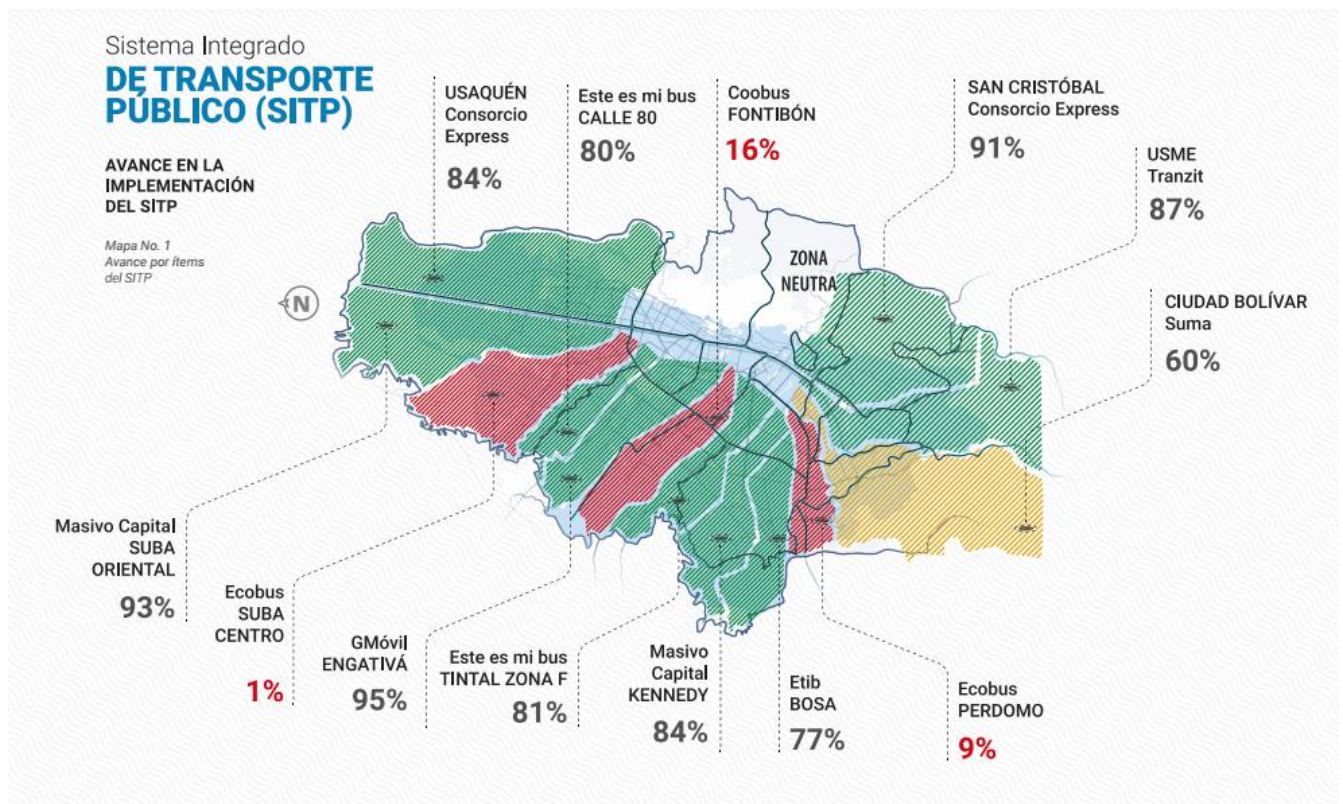 Sistema Integrado
DE TRANSPORTE
PÚBLICO (SITP)
AVANCE EN LA
IMPLEMENTACIÓN
DEL SITP
Mapa No. 1
Avance por ítems
del SITP
N
USAQUÉN
Consorcio
Express
84%
Este es mi bus
CALLE 80
80%
Coobus
FONTIBÓN
16%
SAN CRISTÓBAL
Consorcio Express
91%
USME
Tranzit
87%
CIUDAD BOLÍVAR
Suma
60%
ZONA
NEUTRA
Masivo Capital
SUBA
ORIENTAL
93%
Ecobus
SUBA
CENTRO
1%
GMóvil
ENGATIVÁ
95%
Este es mi bus
TINTAL ZONA F
81%
Masivo
Capital
KENNEDY
84%
Etib
BOSA
77%
Ecobus
PERDOMO
9%